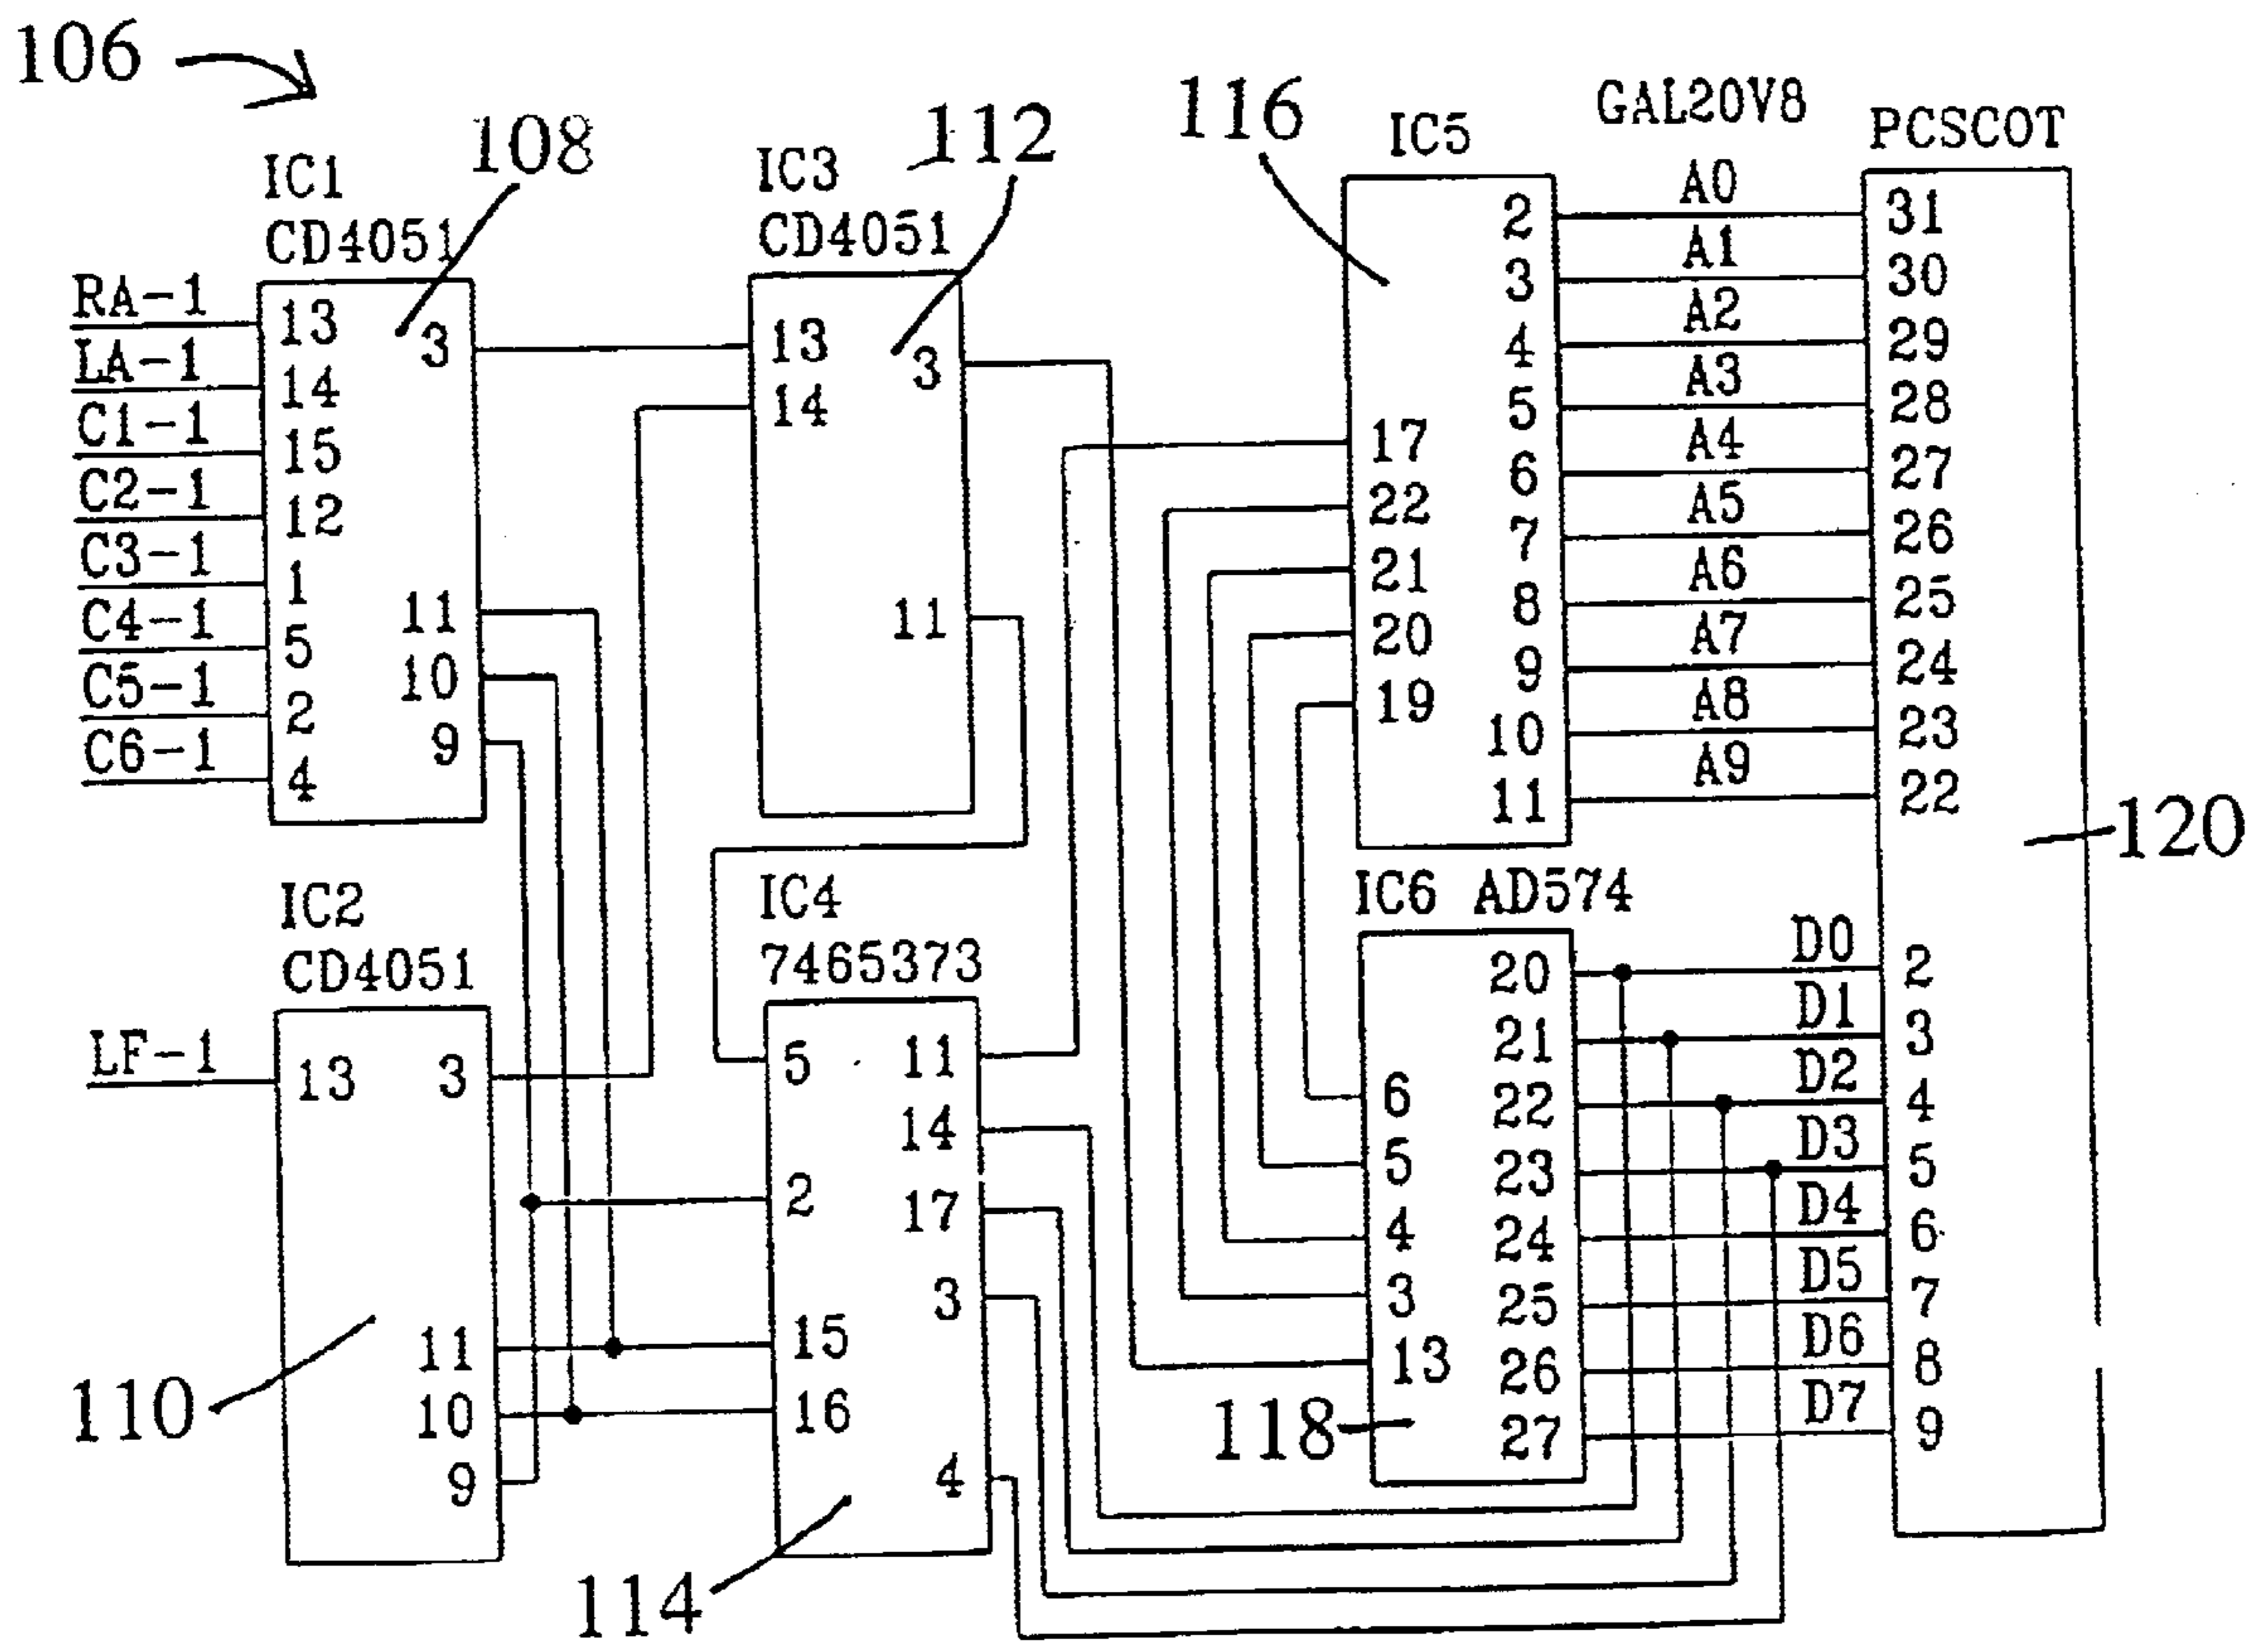 106
108
IC1
CD4051
RA-1
LA-1
C1-1
C2-1
C3-1
C4-1
C5-1
C6-1
13
14
15
12
1
5
2
4
3
11
10
9
112
IC3
CD4051
13
14
3
11
116
IC5
GAL20V8
17
22
21
20
19
2
3
4
5
6
7
8
9
10
11
A0
A1
A2
A3
A4
A5
A6
A7
A8
A9
PCSCOT
31
30
29
28
27
26
25
24
23
22
120
IC2
CD4051
LF-1
13
3
11
10
9
110
IC4
7465373
5
2
15
16
11
14
17
3
4
114
IC6 AD574
6
5
4
3
13
20
21
22
23
24
25
26
27
118
D0
D1
D2
D3
D4
D5
D6
D7
2
3
4
5
6
7
8
9